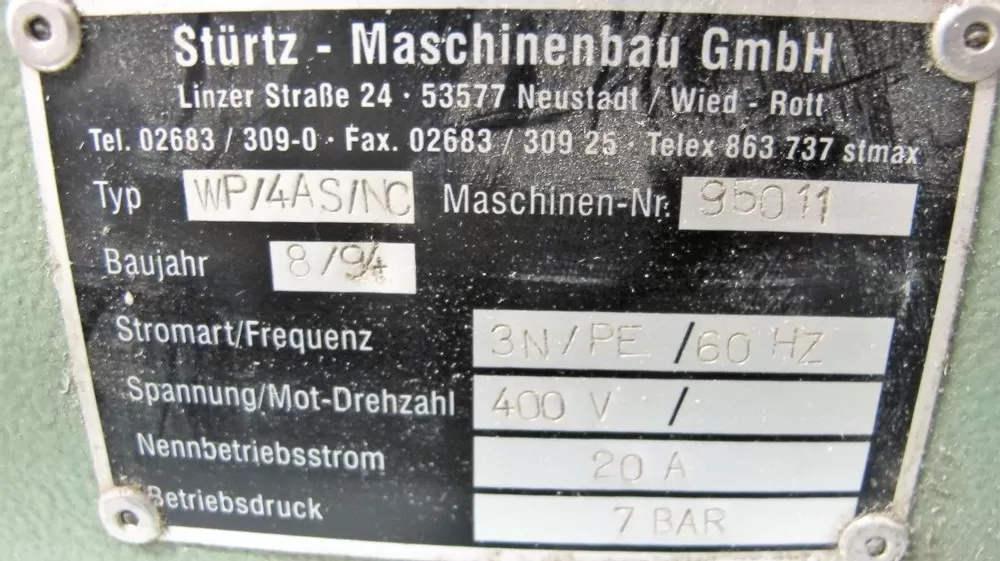 Stürtz - Maschinenbau GmbH
Linzer Straße 24 · 53577 Neustadt / Wied - Rott
Tel. 02683 / 309-0 · Fax. 02683 / 309 25 · Telex 863 737 stmax
Typ WP/4AS/NC Maschinen-Nr. 95011
Baujahr 8/94
Stromart/Frequenz 3N/PE /60 HZ
Spannung/Mot-Drehzahl 400 V /
Nennbetriebsstrom 20 A
Betriebsdruck 7 BAR